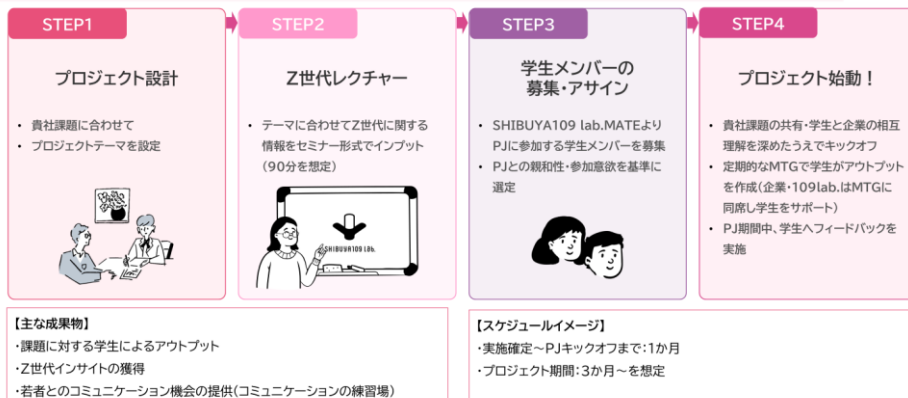 STEP1
プロジェクト設計
• 貴社課題に合わせて
• プロジェクトテーマを設定
STEP2
Z世代レクチャー
• テーマに合わせてZ世代に関する
情報をセミナー形式でインプット
(90分を想定)
SHIBUYA109 lab.
STEP3
学生メンバーの
募集・アサイン
• SHIBUYA109 lab.MATEより
PJに参加する学生メンバーを募集
• PJとの親和性・参加意欲を基準に
選定
STEP4
プロジェクト始動！
• 貴社課題の共有・学生と企業の相互
理解を深めたうえでキックオフ
• 定期的なMTGで学生がアウトプット
を作成(企業・109lab.はMTGに
同席し学生をサポート)
• PJ期間中、学生へフィードバックを
実施
【主な成果物】
・課題に対する学生によるアウトプット
・Z世代インサイトの獲得
・若者とのコミュニケーション機会の提供(コミュニケーションの練習場)
【スケジュールイメージ】
・実施確定～PJキックオフまで：1か月
・プロジェクト期間：3か月～を想定